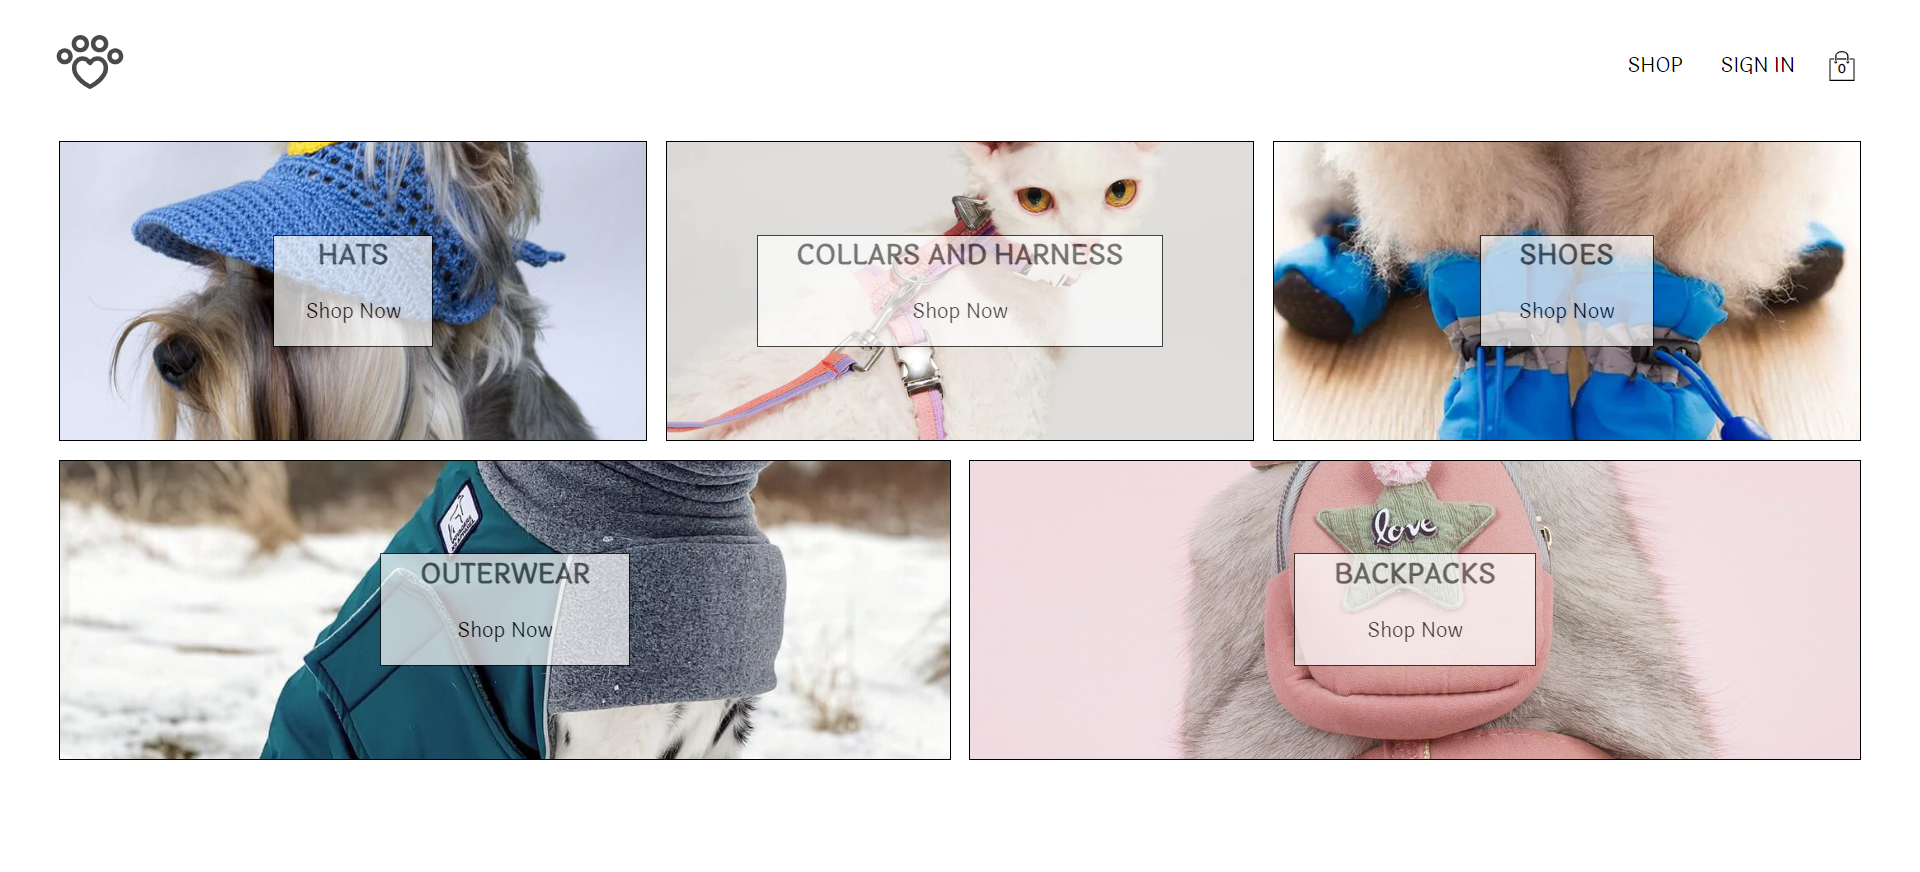 SHOP
SIGN IN
0
HATS
Shop Now
COLLARS AND HARNESS
Shop Now
SHOES
Shop Now
OUTERWEAR
Shop Now
love
BACKPACKS
Shop Now